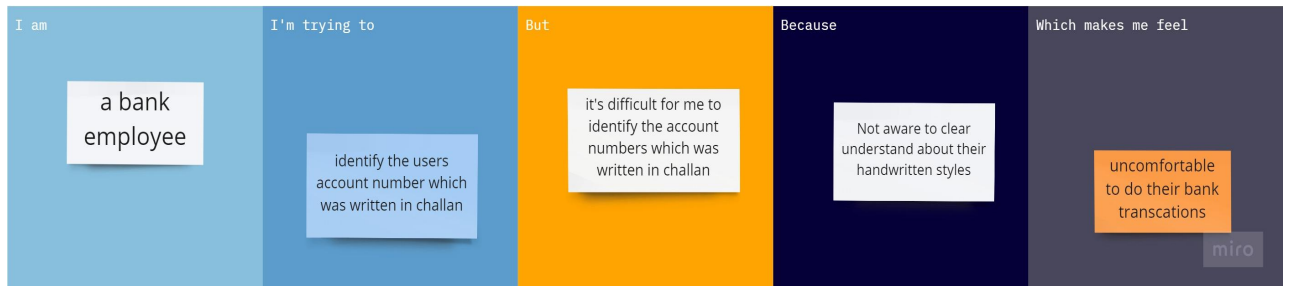 I am
a bank
employee
I'm trying to
identify the users
account number which
was written in challan
But
it's difficult for me to
identify the account
numbers which was
written in challan
Because
Not aware to clear
understand about their
handwritten styles
Which makes me feel
uncomfortable
to do their bank
transcations
miro